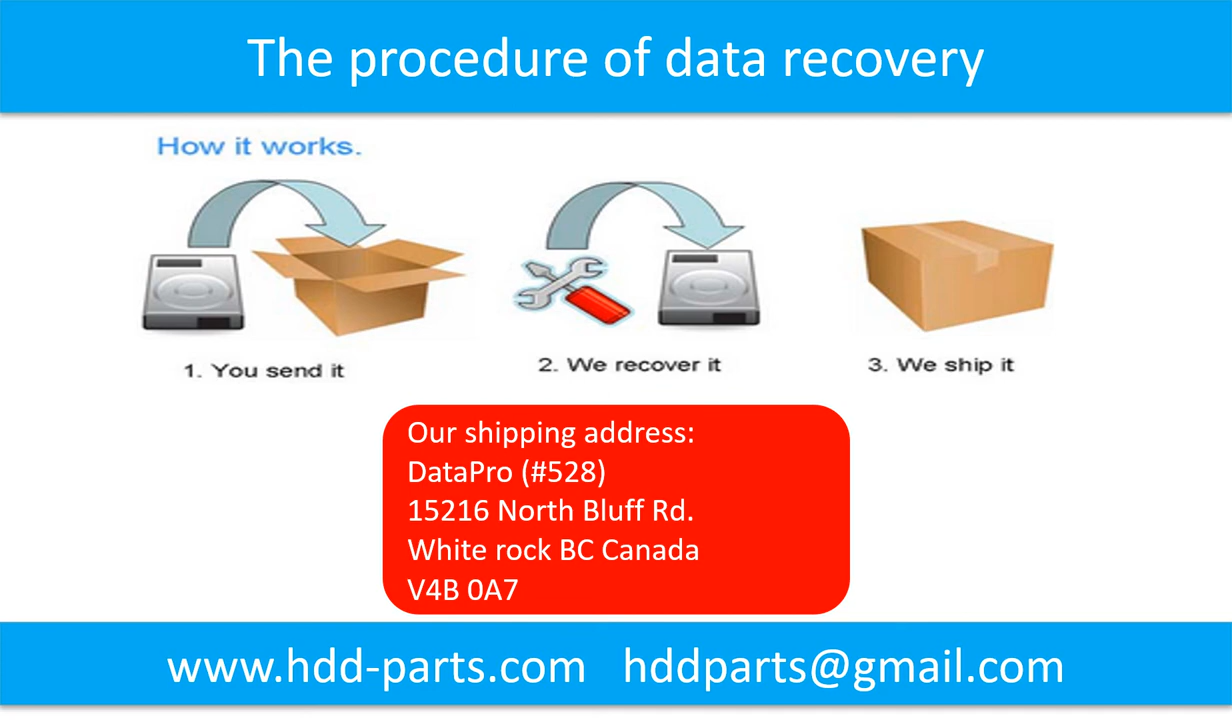 The procedure of data recovery
How it works.
1. You send it
2. We recover it
3. We ship it
Our shipping address:
DataPro (#528)
15216 North Bluff Rd.
White rock BC Canada
V4B 0A7
www.hdd-parts.com hddparts@gmail.com